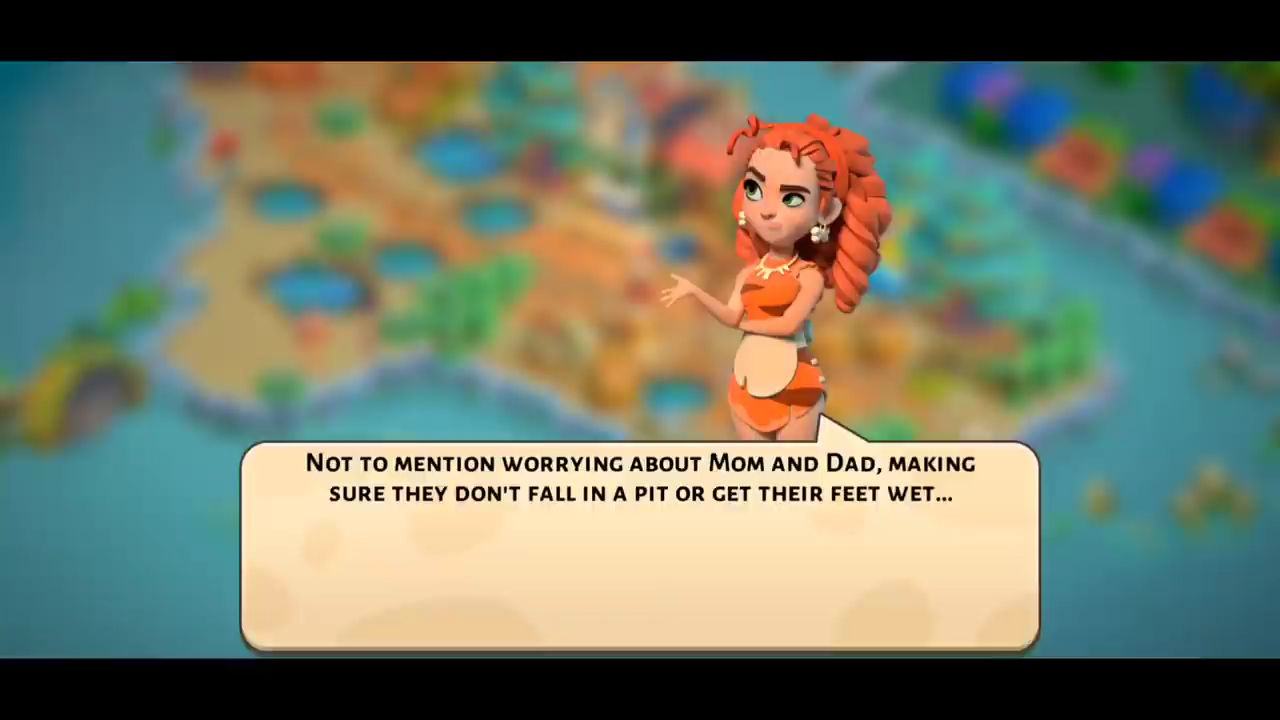 Not to mention worrying about Mom and Dad, making
sure they don't fall in a pit or get their feet wet...